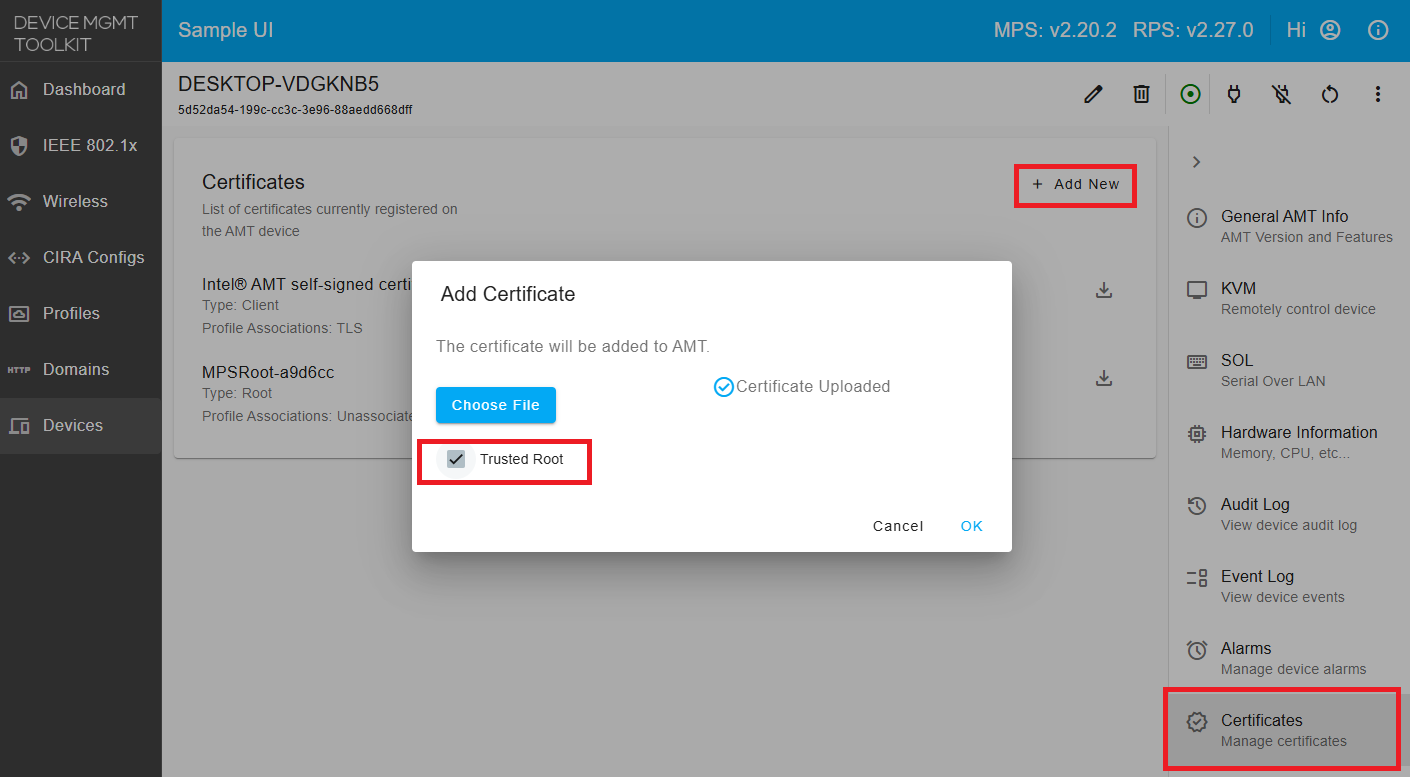 DEVICE MGMT
TOOLKIT
Sample UI
MPS: v2.20.2 RPS: v2.27.0
Hi
Dashboard
IEEE 802.1x
Wireless
CIRA Configs
Profiles
HTTP
Domains
Devices
DESKTOP-VDGKNB5
5d52da54-199c-cc3c-3e96-88aedd668dff
Certificates
+ Add New
List of certificates currently registered on
the AMT device
Intel® AMT self-signed certi
Type: Client
Profile Associations: TLS
MPSRoot-a9d6cc
Type: Root
Profile Associations: Unassociate
Add Certificate
The certificate will be added to AMT.
Choose File
Certificate Uploaded
Trusted Root
Cancel
OK
General AMT Info
AMT Version and Features
KVM
Remotely control device
SOL
Serial Over LAN
Hardware Information
Memory, CPU, etc...
Audit Log
View device audit log
Event Log
View device events
Alarms
Manage device alarms
Certificates
Manage certificates